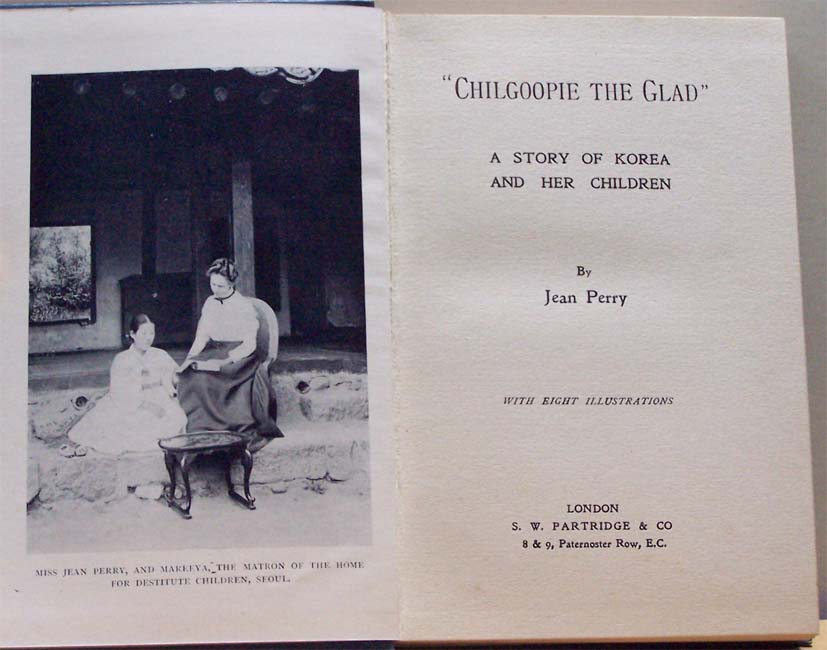 MISS JEAN PERRY, AND MAREEYA, THE MATRON OF THE HOME
FOR DESTITUTE CHILDREN, SEOUL.
"CHILGOOPIE THE GLAD"
A STORY OF KOREA
AND HER CHILDREN
By
Jean Perry
WITH EIGHT ILLUSTRATIONS
LONDON
S. W. PARTRIDGE & CO
8 & 9, Paternoster Row, E.C.